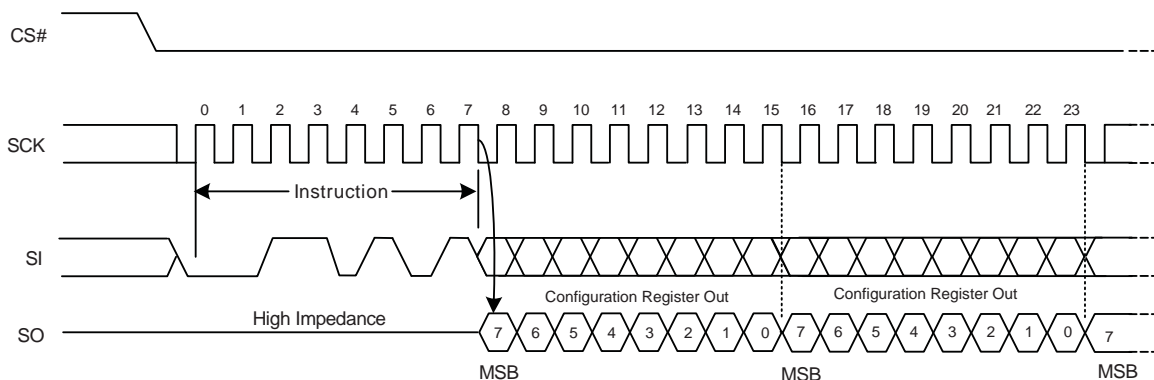 CS#
0 1 2 3 4 5 6 7 8 9 10 11 12 13 14 15 16 17 18 19 20 21 22 23
SCK
Instruction
SI
Configuration Register Out Configuration Register Out
High Impedance
SO 7 6 5 4 3 2 1 0 7 6 5 4 3 2 1 0 7
MSB MSB MSB